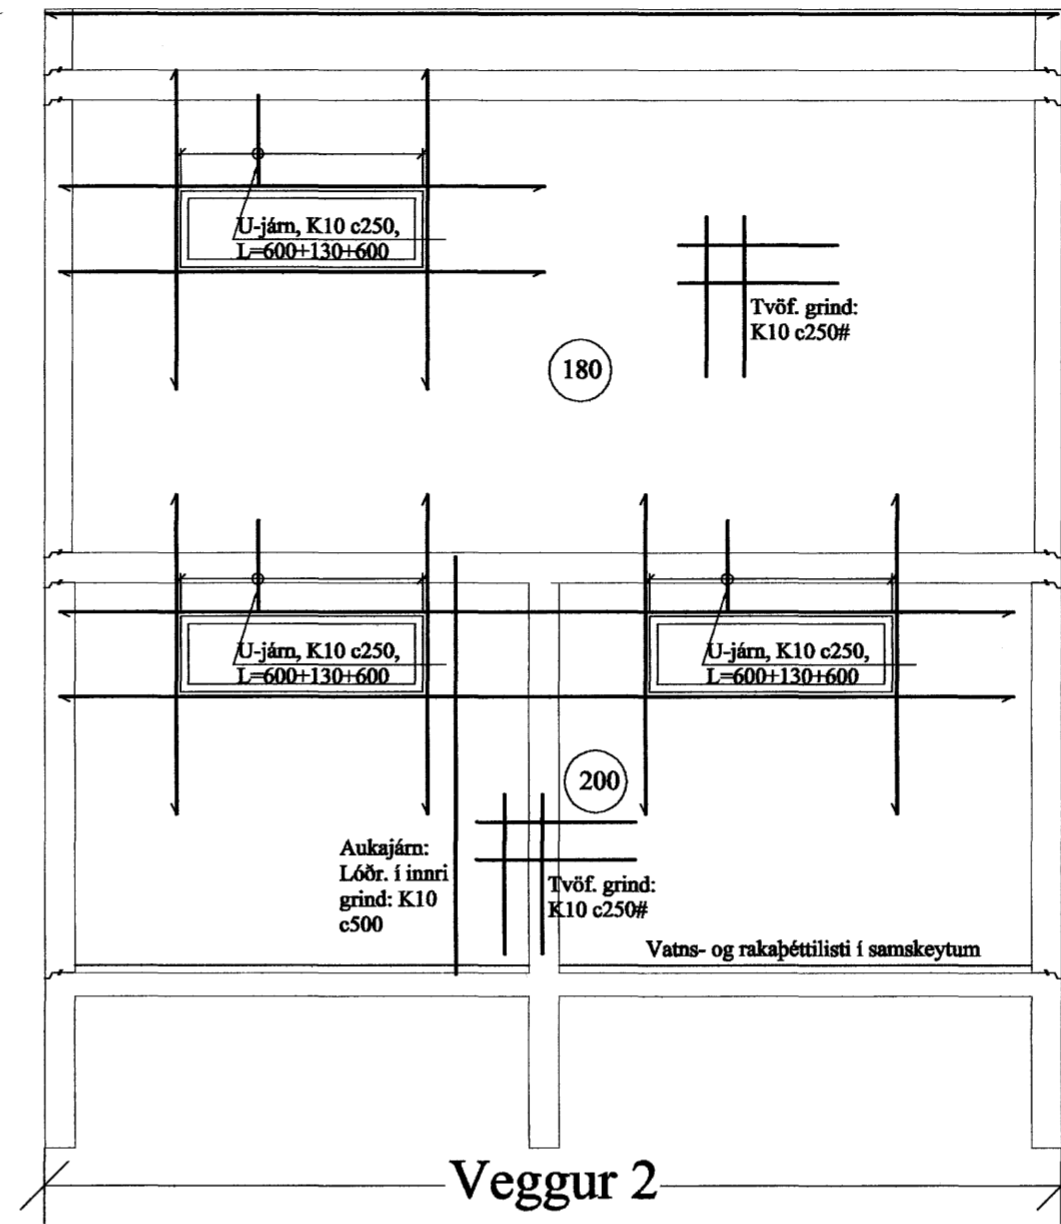 U-járn, K10 c250,
L=600+130+600
Tvöf. grind:
K10 c250#
180
U-járn, K10 c250,
L=600+130+600
U-járn, K10 c250,
L=600+130+600
200
Aukajárn:
Lóðr. í innri
grind: K10
c500
Tvöf. grind:
K10 c250#
Vatns- og rakaþéttilisti í samskeytum
Veggur 2